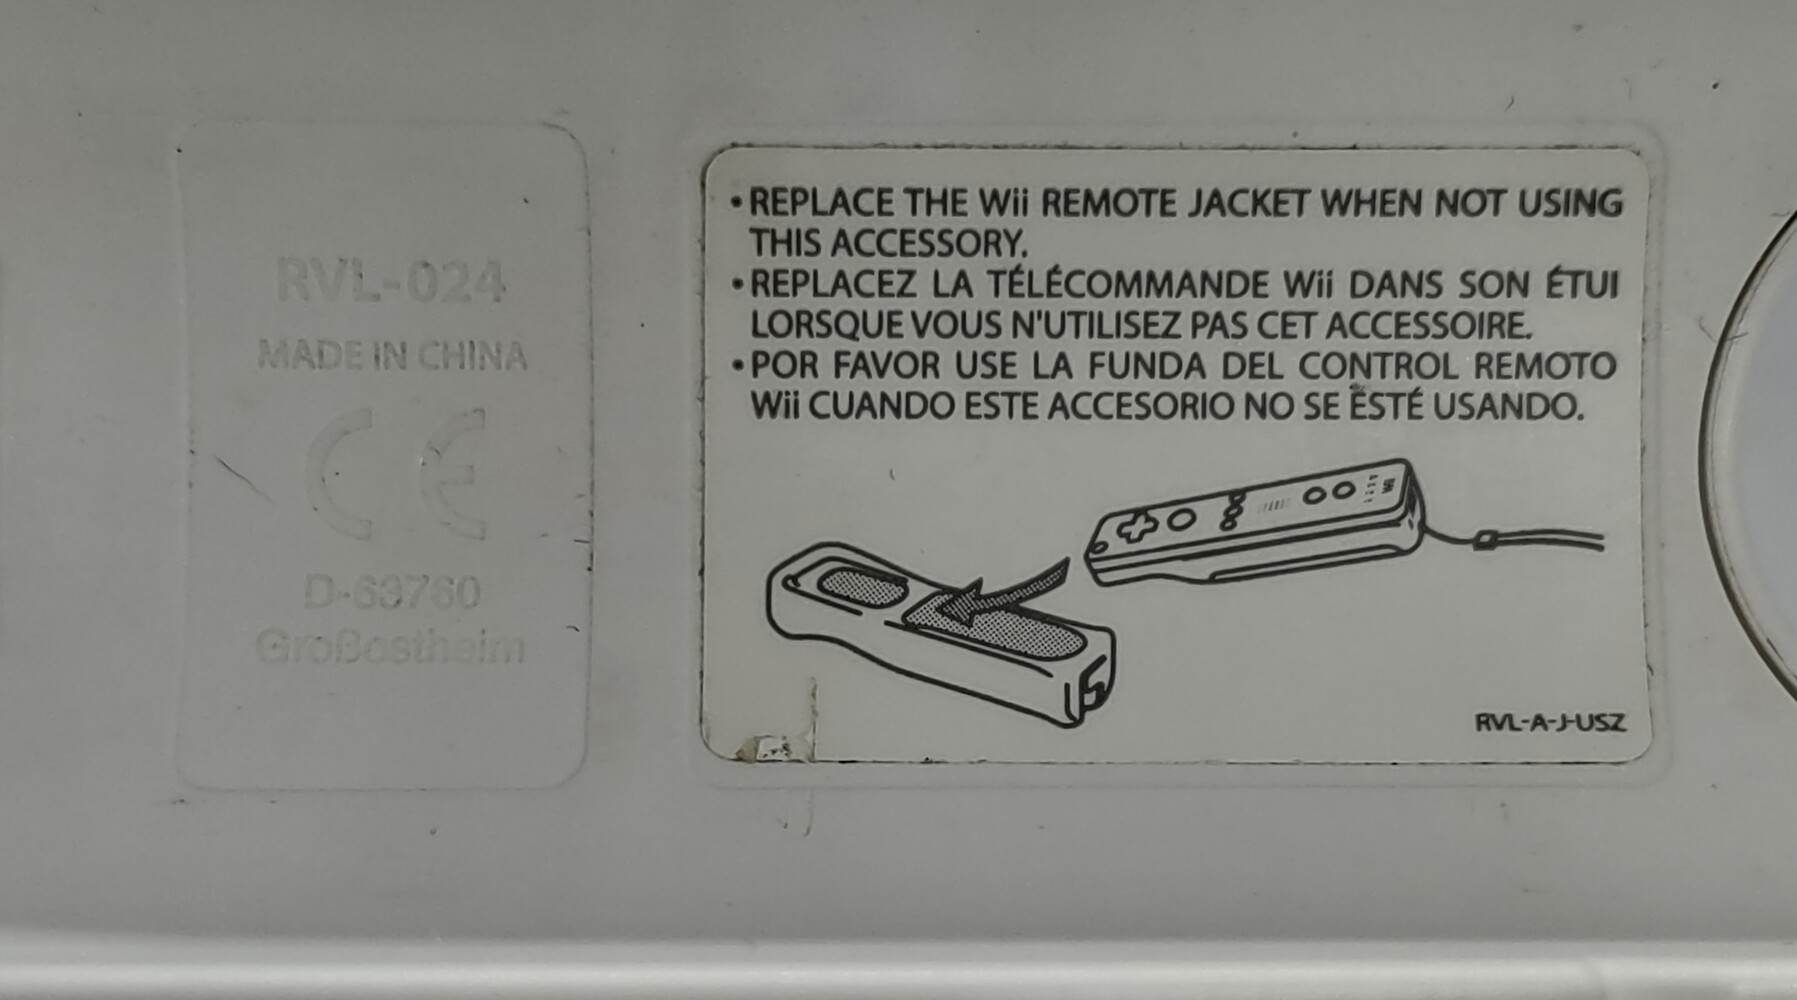 RVL-024
MADE IN CHINA
CE
D-63760
Großostheim
•REPLACE THE Wii REMOTE JACKET WHEN NOT USING
THIS ACCESSORY.
•REPLACEZ LA TÉLÉCOMMANDE Wii DANS SON ÉTUI
LORSQUE VOUS N'UTILISEZ PAS CET ACCESSOIRE.
•POR FAVOR USE LA FUNDA DEL CONTROL REMOTO
Wii CUANDO ESTE ACCESORIO NO SE ESTÉ USANDO.
RVL-A-J-USZ